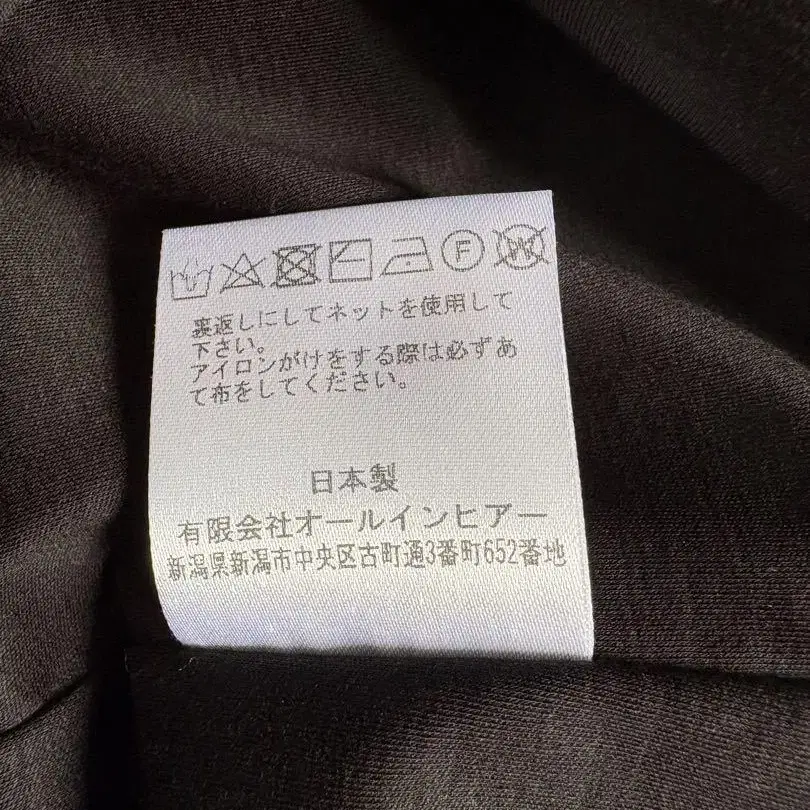 F W
裏返しにしてネットを使用して
下さい。
アイロンがけをする際は必ずあ
て布をしてください。
日本製
有限会社オールインヒアー
新潟県新潟市中央区古町通3番町652番地